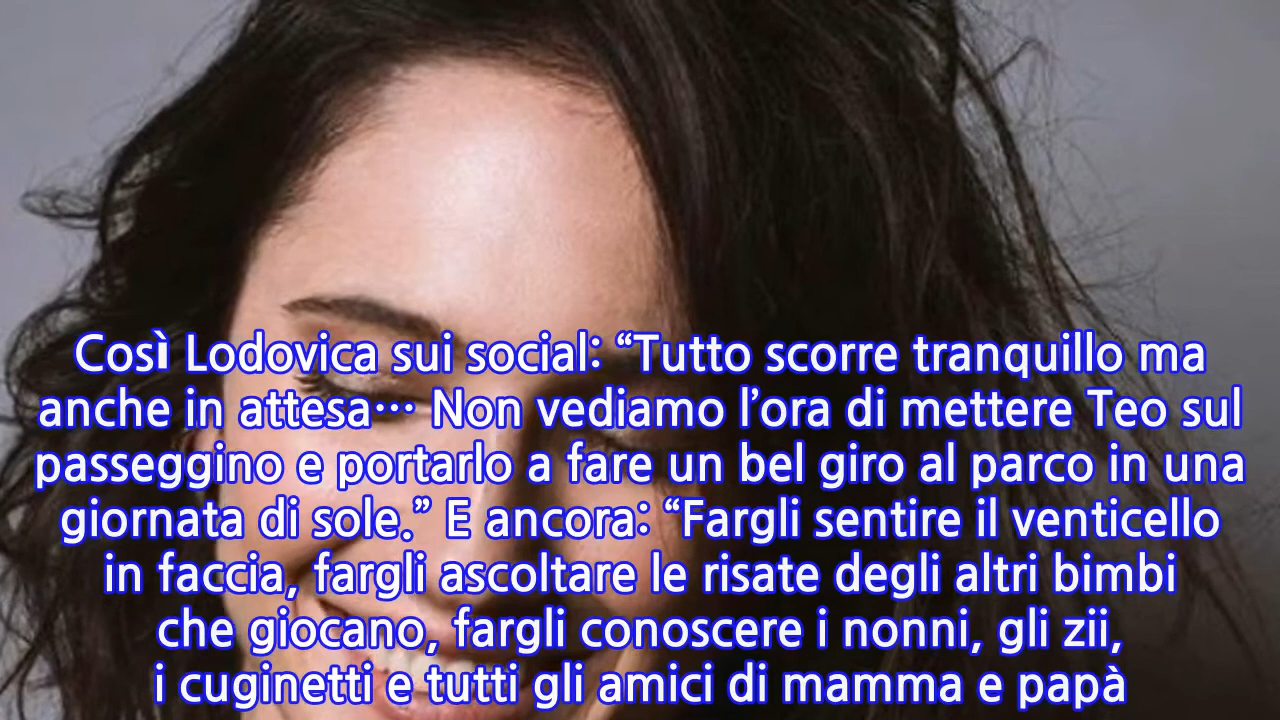 Così Lodovica sui social: “Tutto scorre tranquillo ma
anche in attesa… Non vediamo l’ora di mettere Teo sul
passeggino e portarlo a fare un bel giro al parco in una
giornata di sole.” E ancora: “Fargli sentire il venticello
in faccia, fargli ascoltare le risate degli altri bimbi
che giocano, fargli conoscere i nonni, gli zii,
i cuginetti e tutti gli amici di mamma e papà